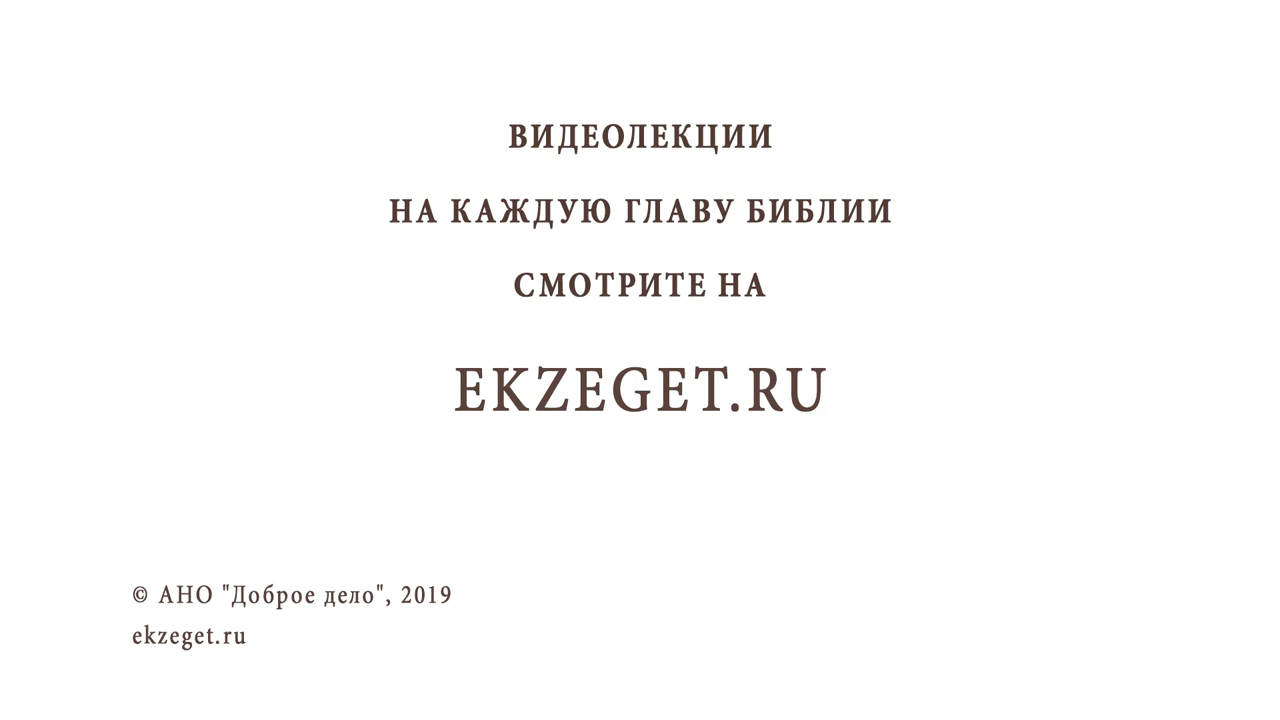 ВИДЕОЛЕКЦИИ
НА КАЖДУЮ ГЛАВУ БИБЛИИ
СМОТРИТЕ НА
EKZEGET.RU
© АНО "Доброе дело", 2019
ekzeget.ru